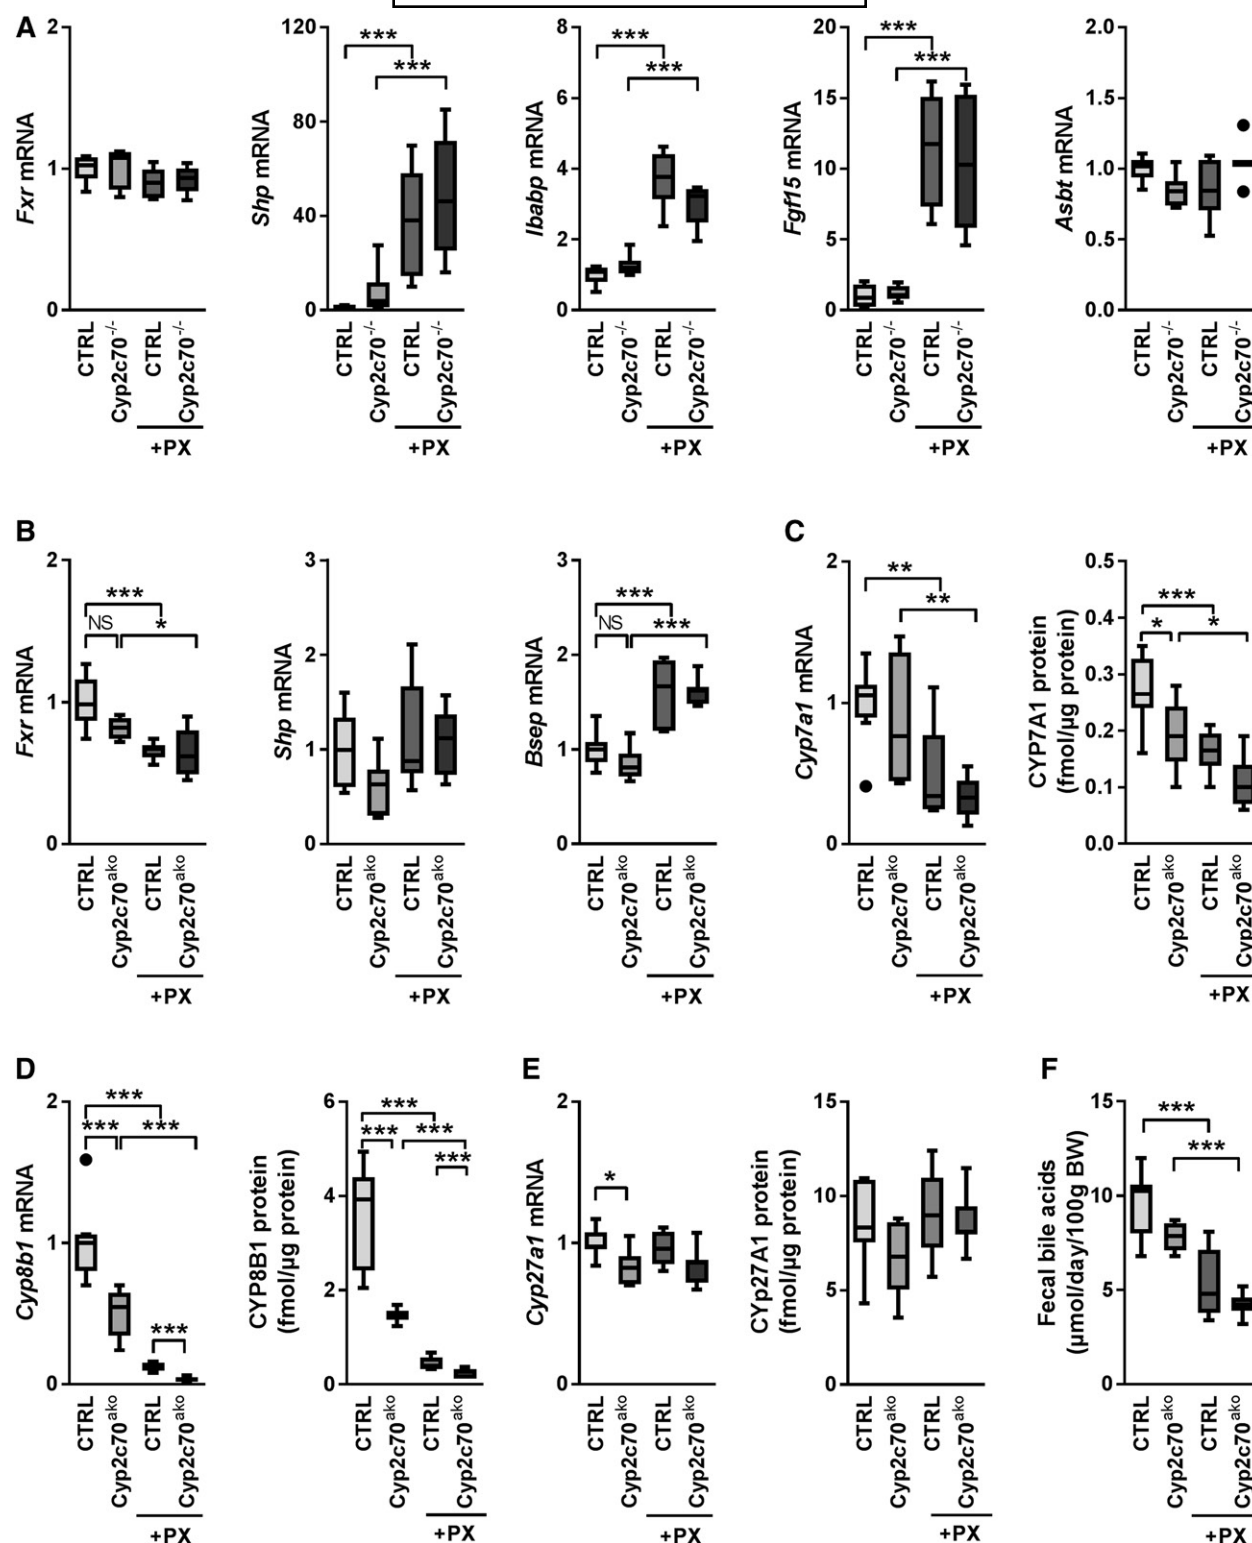 A
Fxr mRNA
2
1
0
CTRL
Cyp2c70-/-
CTRL
Cyp2c70-/-
+PX
Shp mRNA
120
80
40
0
***
***
CTRL
Cyp2c70-/-
CTRL
Cyp2c70-/-
+PX
Ibabp mRNA
8
6
4
2
0
***
***
CTRL
Cyp2c70-/-
CTRL
Cyp2c70-/-
+PX
Fgf15 mRNA
20
15
10
5
0
***
***
CTRL
Cyp2c70-/-
CTRL
Cyp2c70-/-
+PX
Asbt mRNA
2.0
1.5
1.0
0.5
0.0
CTRL
Cyp2c70-/-
CTRL
Cyp2c70-/-
+PX
B
Fxr mRNA
2
1
0
***
NS
*
CTRL
Cyp2c70ako
CTRL
Cyp2c70ako
+PX
Shp mRNA
3
2
1
0
CTRL
Cyp2c70ako
CTRL
Cyp2c70ako
+PX
Bsep mRNA
3
2
1
0
***
NS
***
CTRL
Cyp2c70ako
CTRL
Cyp2c70ako
+PX
C
Cyp7a1 mRNA
2
1
0
**
**
CTRL
Cyp2c70ako
CTRL
Cyp2c70ako
+PX
CYP7A1 protein
(fmol/µg protein)
0.5
0.4
0.3
0.2
0.1
0.0
***
*
*
CTRL
Cyp2c70ako
CTRL
Cyp2c70ako
+PX
D
Cyp8b1 mRNA
2
1
0
***
***
***
***
CTRL
Cyp2c70ako
CTRL
Cyp2c70ako
+PX
CYP8B1 protein
(fmol/µg protein)
6
4
2
0
***
***
***
***
CTRL
Cyp2c70ako
CTRL
Cyp2c70ako
+PX
E
Cyp27a1 mRNA
2
1
0
*
CTRL
Cyp2c70ako
CTRL
Cyp2c70ako
+PX
CYp27A1 protein
(fmol/µg protein)
15
10
5
0
CTRL
Cyp2c70ako
CTRL
Cyp2c70ako
+PX
F
Fecal bile acids
(µmol/day/100g BW)
15
10
5
0
***
***
CTRL
Cyp2c70ako
CTRL
Cyp2c70ako
+PX